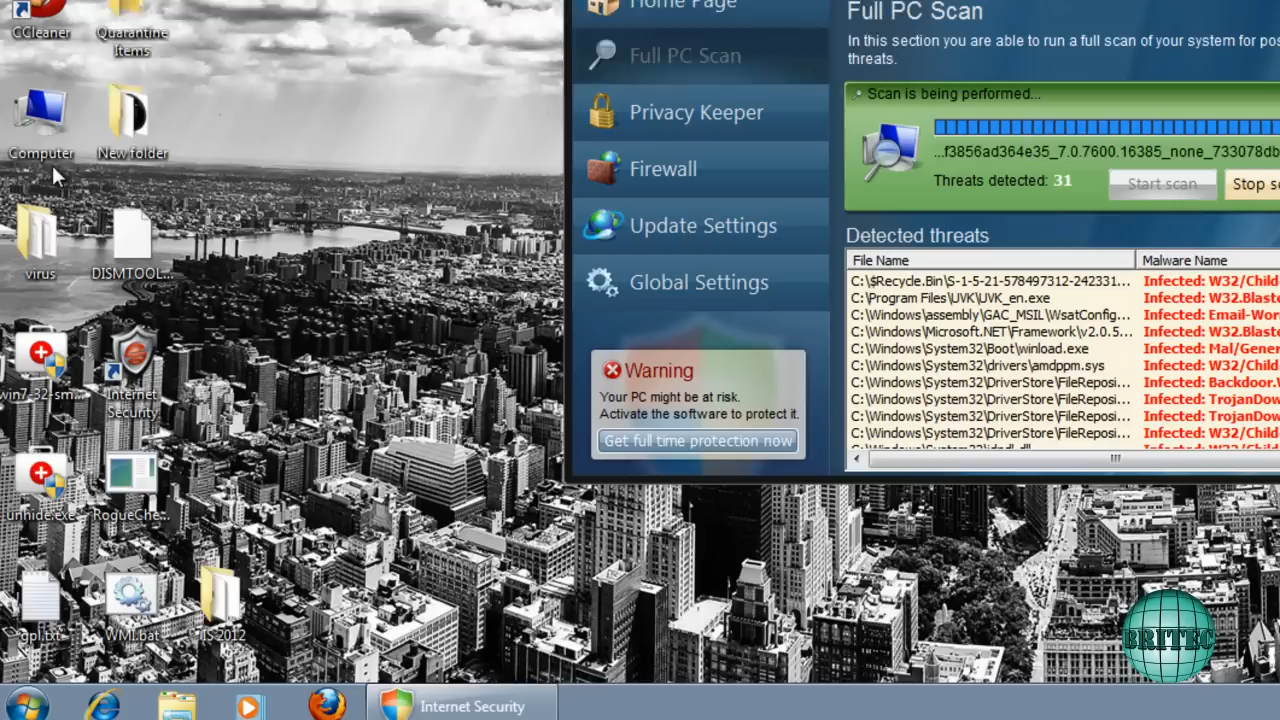 CCleaner
Quarantine
Items
Computer
New folder
virus
DISMTOOL...
win7-32-sm...
Internet
Security
unhide.exe
RogueChe...
gpl.txt
WMI.bat
IS 2012
Home Page
Full PC Scan
Privacy Keeper
Firewall
Update Settings
Global Settings
Warning
Your PC might be at risk.
Activate the software to protect it.
Get full time protection now
Full PC Scan
In this section you are able to run a full scan of your system for pos
threats.
Scan is being performed...
...f3856ad364e35_7.0.7600.16385_none_733078db
Threats detected: 31
Start scan
Stop sc
Detected threats
File Name
Malware Name
C:\$Recycle.Bin\S-1-5-21-578497312-242331...
Infected: W32/Child-
C:\Program Files\UVK\UVK_en.exe
Infected: W32.Blaste
C:\Windows\assembly\GAC_MSIL\WsatConfig...
Infected: Email-Wor
C:\Windows\Microsoft.NET\Framework\v2.0.5...
Infected: W32.Blaste
C:\Windows\System32\Boot\winload.exe
Infected: Mal/Gener
C:\Windows\System32\drivers\amdppm.sys
Infected: W32/Child-
C:\Windows\System32\DriverStore\FileReposi...
Infected: Backdoor.W
C:\Windows\System32\DriverStore\FileReposi...
Infected: TrojanDow
C:\Windows\System32\DriverStore\FileReposi...
Infected: TrojanDow
C:\Windows\System32\DriverStore\FileReposi...
Infected: W32/Child-
BRITEC
Internet Security